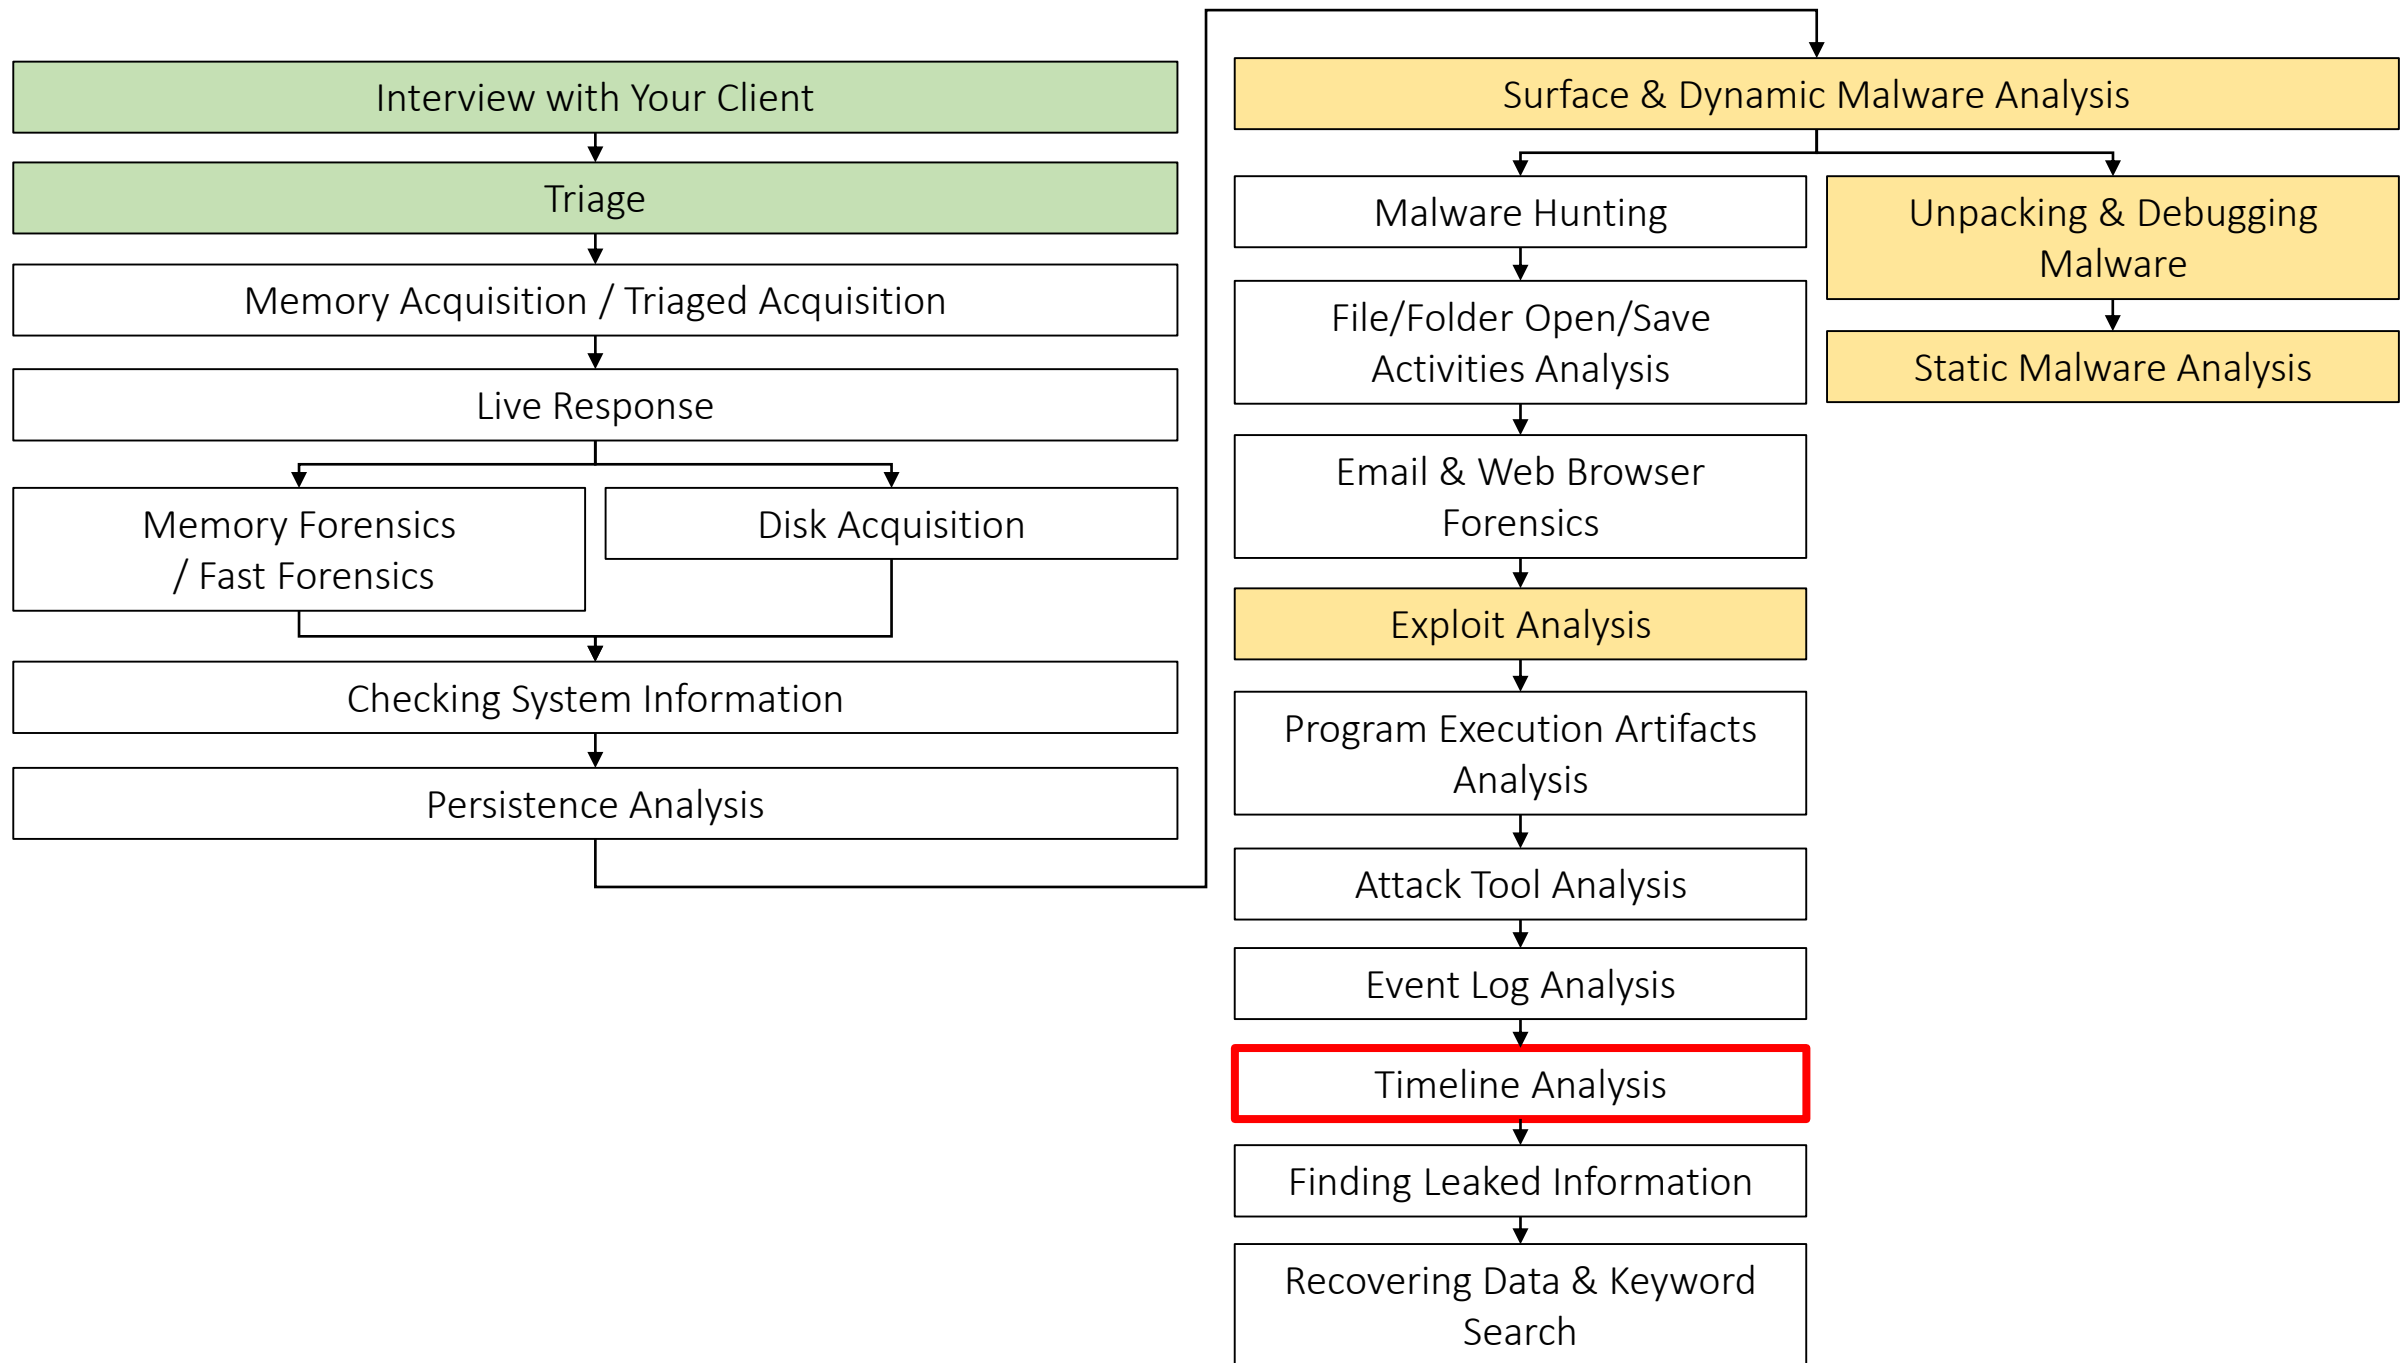 Interview with Your Client
Triage
Memory Acquisition / Triaged Acquisition
Live Response
Memory Forensics
/ Fast Forensics
Disk Acquisition
Checking System Information
Persistence Analysis
Surface & Dynamic Malware Analysis
Malware Hunting
File/Folder Open/Save
Activities Analysis
Email & Web Browser
Forensics
Exploit Analysis
Program Execution Artifacts
Analysis
Attack Tool Analysis
Event Log Analysis
Timeline Analysis
Finding Leaked Information
Recovering Data & Keyword
Search
Unpacking & Debugging
Malware
Static Malware Analysis